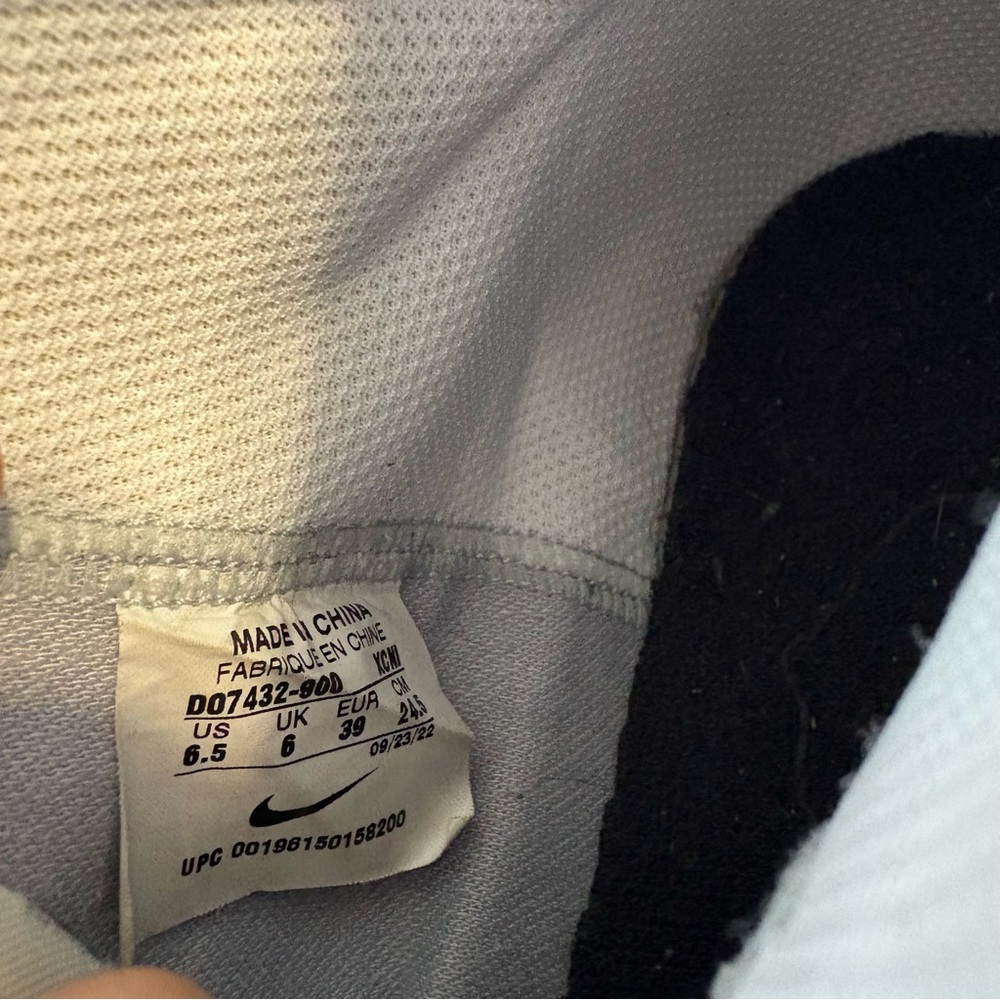 MADE IN CHINA
FABRIQUE EN CHINE
DO7432-900 XCNI
US UK EUR CM
6.5 6 39 24.5
09/23/22
UPC 00196150158200